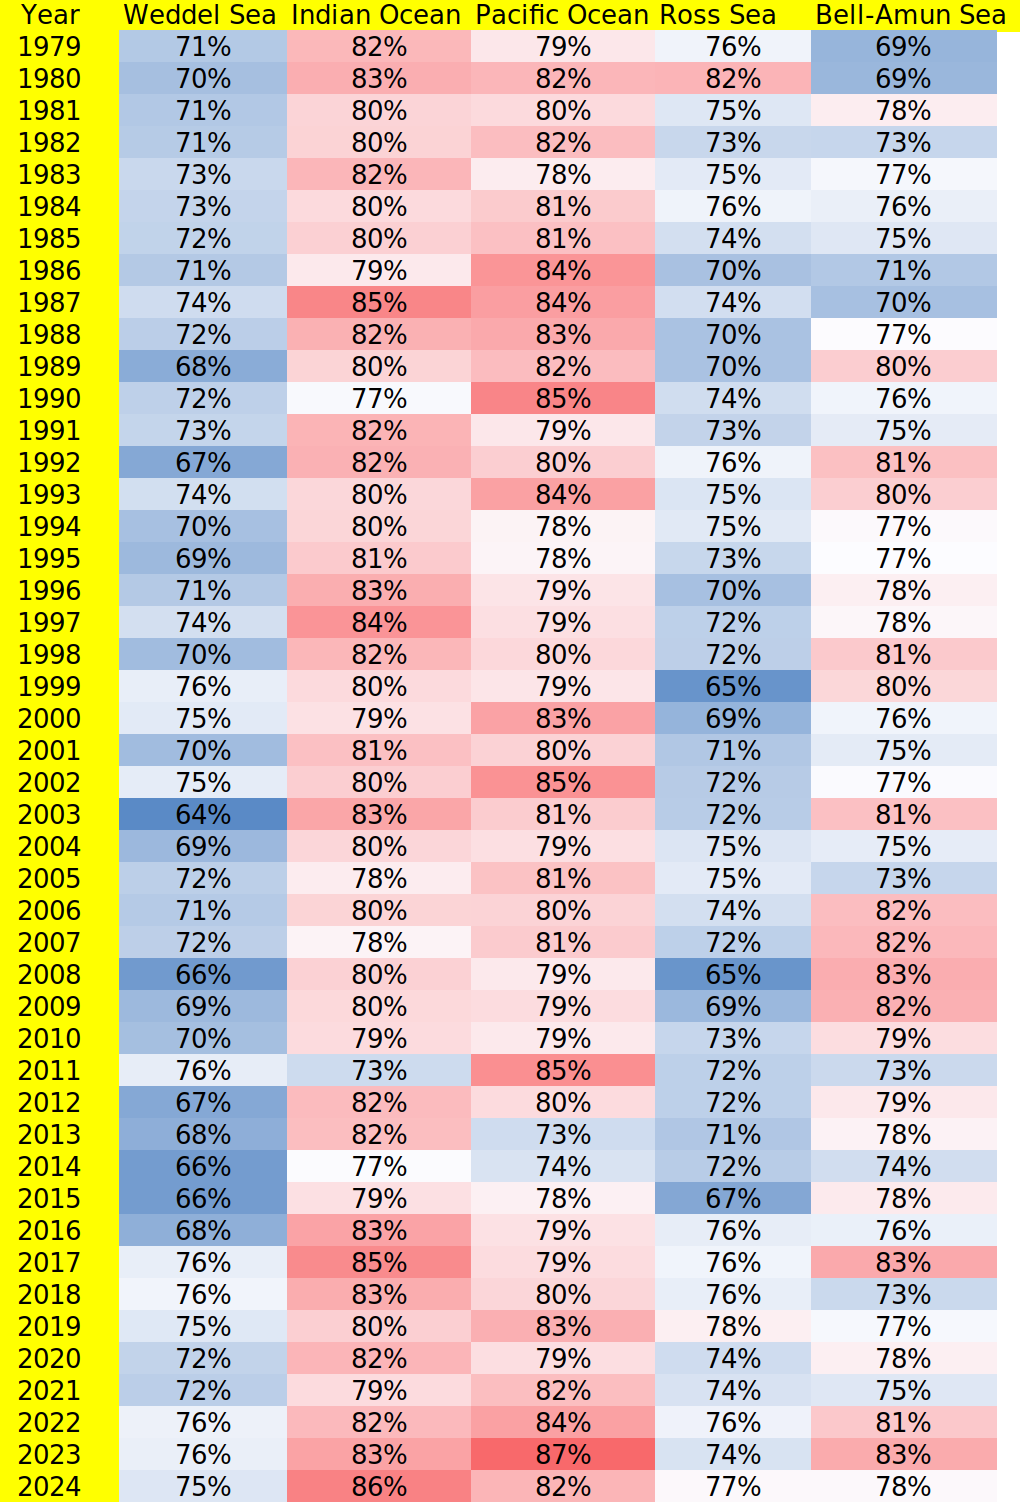 Year Weddel Sea Indian Ocean Pacific Ocean Ross Sea Bell-Amun Sea
1979 71% 82% 79% 76% 69%
1980 70% 83% 82% 82% 69%
1981 71% 80% 80% 75% 78%
1982 71% 80% 82% 73% 73%
1983 73% 82% 78% 75% 77%
1984 73% 80% 81% 76% 76%
1985 72% 80% 81% 74% 75%
1986 71% 79% 84% 70% 71%
1987 74% 85% 84% 74% 70%
1988 72% 82% 83% 70% 77%
1989 68% 80% 82% 70% 80%
1990 72% 77% 85% 74% 76%
1991 73% 82% 79% 73% 75%
1992 67% 82% 80% 76% 81%
1993 74% 80% 84% 75% 80%
1994 70% 80% 78% 75% 77%
1995 69% 81% 78% 73% 77%
1996 71% 83% 79% 70% 78%
1997 74% 84% 79% 72% 78%
1998 70% 82% 80% 72% 81%
1999 76% 80% 79% 65% 80%
2000 75% 79% 83% 69% 76%
2001 70% 81% 80% 71% 75%
2002 75% 80% 85% 72% 77%
2003 64% 83% 81% 72% 81%
2004 69% 80% 79% 75% 75%
2005 72% 78% 81% 75% 73%
2006 71% 80% 80% 74% 82%
2007 72% 78% 81% 72% 82%
2008 66% 80% 79% 65% 83%
2009 69% 80% 79% 69% 82%
2010 70% 79% 79% 73% 79%
2011 76% 73% 85% 72% 73%
2012 67% 82% 80% 72% 79%
2013 68% 82% 73% 71% 78%
2014 66% 77% 74% 72% 74%
2015 66% 79% 78% 67% 78%
2016 68% 83% 79% 76% 76%
2017 76% 85% 79% 76% 83%
2018 76% 83% 80% 76% 73%
2019 75% 80% 83% 78% 77%
2020 72% 82% 79% 74% 78%
2021 72% 79% 82% 74% 75%
2022 76% 82% 84% 76% 81%
2023 76% 83% 87% 74% 83%
2024 75% 86% 82% 77% 78%